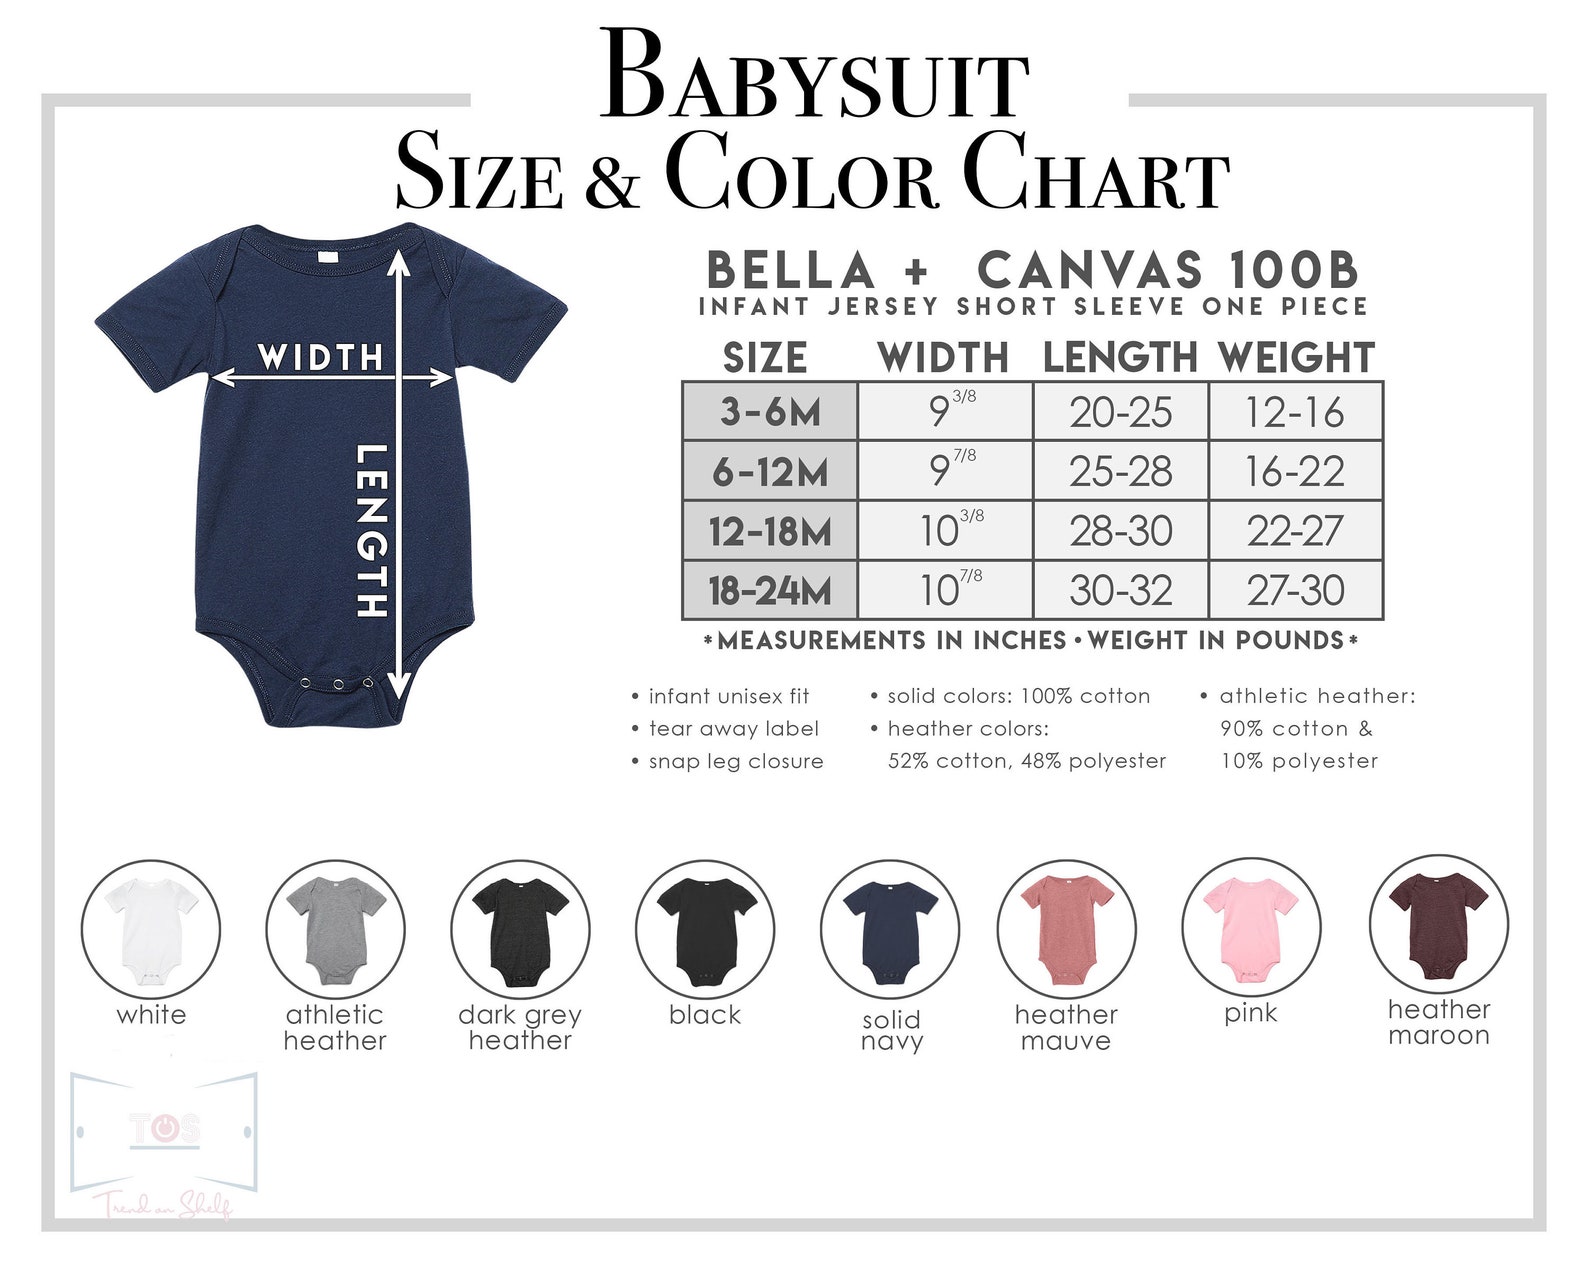 BABYSUIT
SIZE & COLOR CHART
BELLA + CANVAS 100B
INFANT JERSEY SHORT SLEEVE ONE PIECE
WIDTH
LENGTH
SIZE WIDTH LENGTH WEIGHT
3-6M 9 3/8 20-25 12-16
6-12M 9 7/8 25-28 16-22
12-18M 10 3/8 28-30 22-27
18-24M 10 7/8 30-32 27-30
*MEASUREMENTS IN INCHES • WEIGHT IN POUNDS*
• infant unisex fit
• tear away label
• snap leg closure
• solid colors: 100% cotton
• heather colors:
52% cotton, 48% polyester
• athletic heather:
90% cotton &
10% polyester
white
athletic
heather
dark grey
heather
black
solid
navy
heather
mauve
pink
heather
maroon
TOS
Trend on Shelf